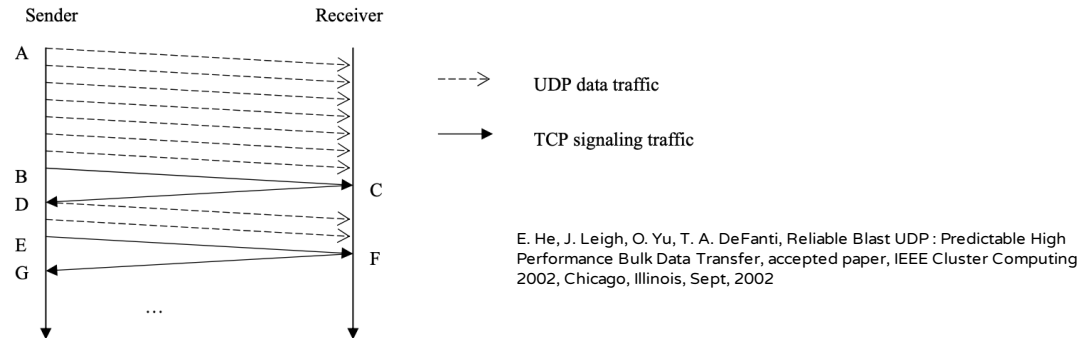 Sender
Receiver
A
UDP data traffic
TCP signaling traffic
B
C
D
E
F
G
...
E. He, J. Leigh, O. Yu, T. A. DeFanti, Reliable Blast UDP : Predictable High
Performance Bulk Data Transfer, accepted paper, IEEE Cluster Computing
2002, Chicago, Illinois, Sept, 2002